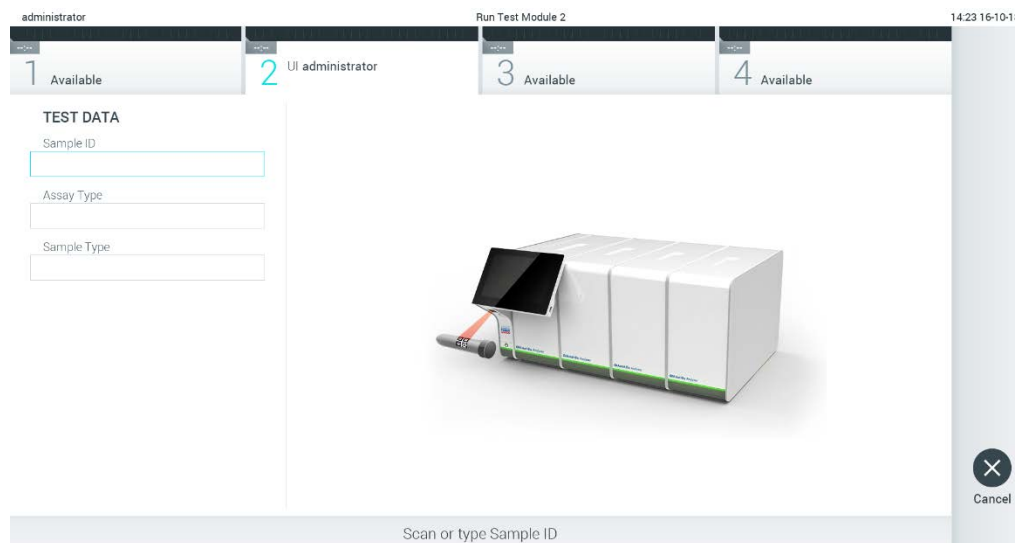 administrator
Run Test Module 2
14:23 16-10-1
--:--
--:--
--:--
--:--
1 Available
2 UI administrator
3 Available
4 Available
TEST DATA
Sample ID
Assay Type
Sample Type
Cancel
Scan or type Sample ID